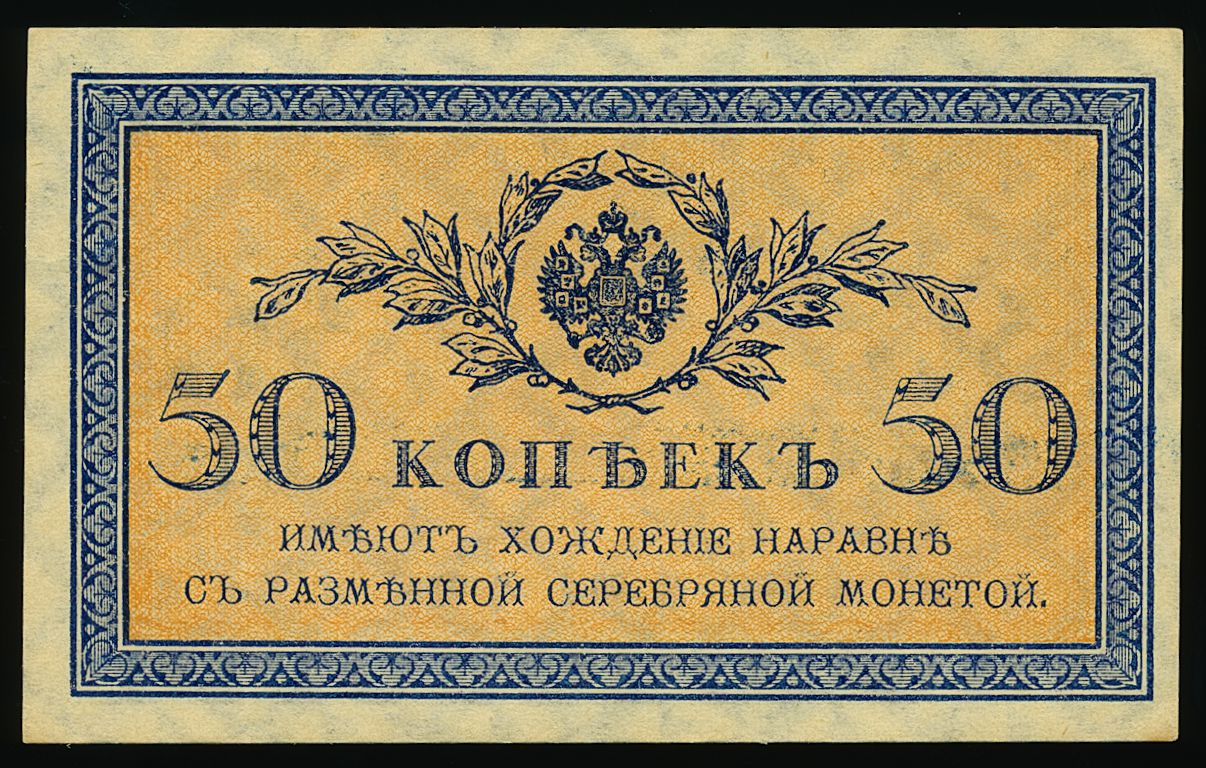 50 КОПѢЕКЪ 50
ИМѢЮТЪ ХОЖДЕНІЕ НАРАВНѢ
СЪ РАЗМѢННОЙ СЕРЕБРЯНОЙ МОНЕТОЙ.